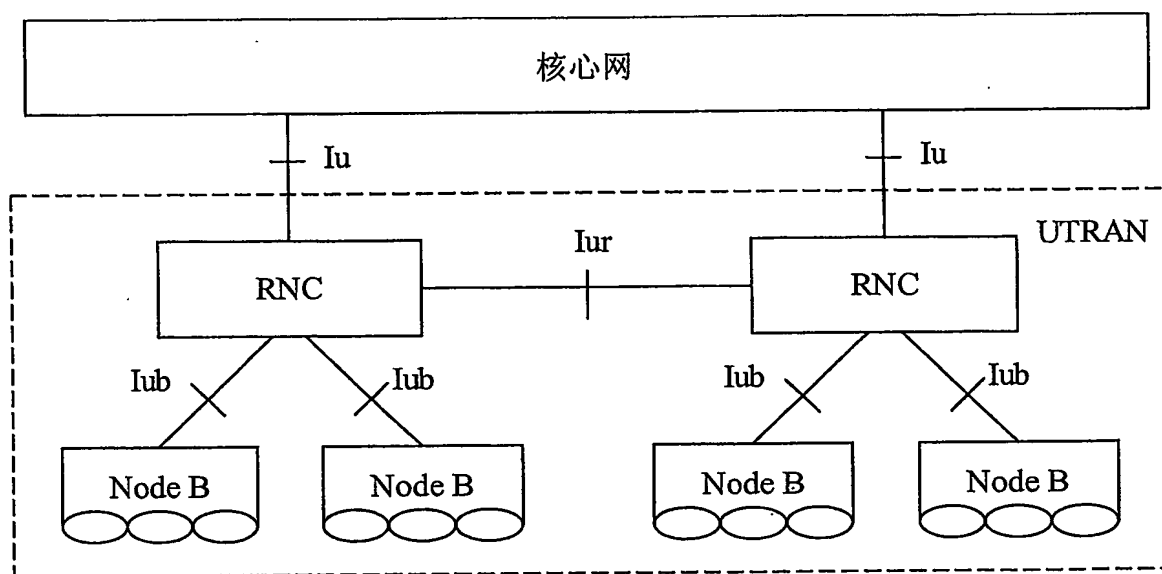 核心网
Iu
Iu
UTRAN
Iur
RNC
RNC
Iub
Iub
Iub
Iub
Node B
Node B
Node B
Node B